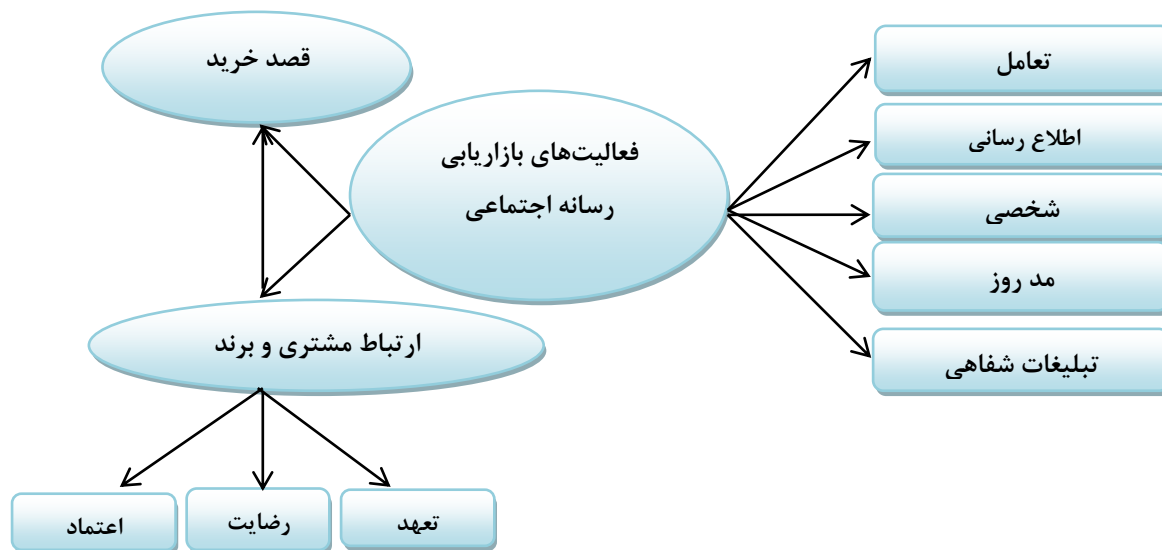 قصد خرید
تعامل
فعالیت‌های بازاریابی
رسانه اجتماعی
اطلاع رسانی
شخصی
مد روز
ارتباط مشتری و برند
تبلیغات شفاهی
تعهد
رضایت
اعتماد